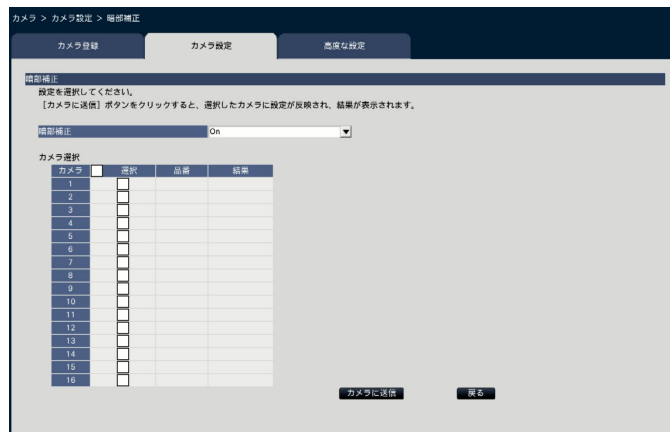 カメラ > カメラ設定 > 暗部補正
カメラ登録 カメラ設定 高度な設定
暗部補正
設定を選択してください。
［カメラに送信］ボタンをクリックすると、選択したカメラに設定が反映され、結果が表示されます。
暗部補正 On
カメラ選択
カメラ 選択 品番 結果
1
2
3
4
5
6
7
8
9
10
11
12
13
14
15
16
カメラに送信 戻る